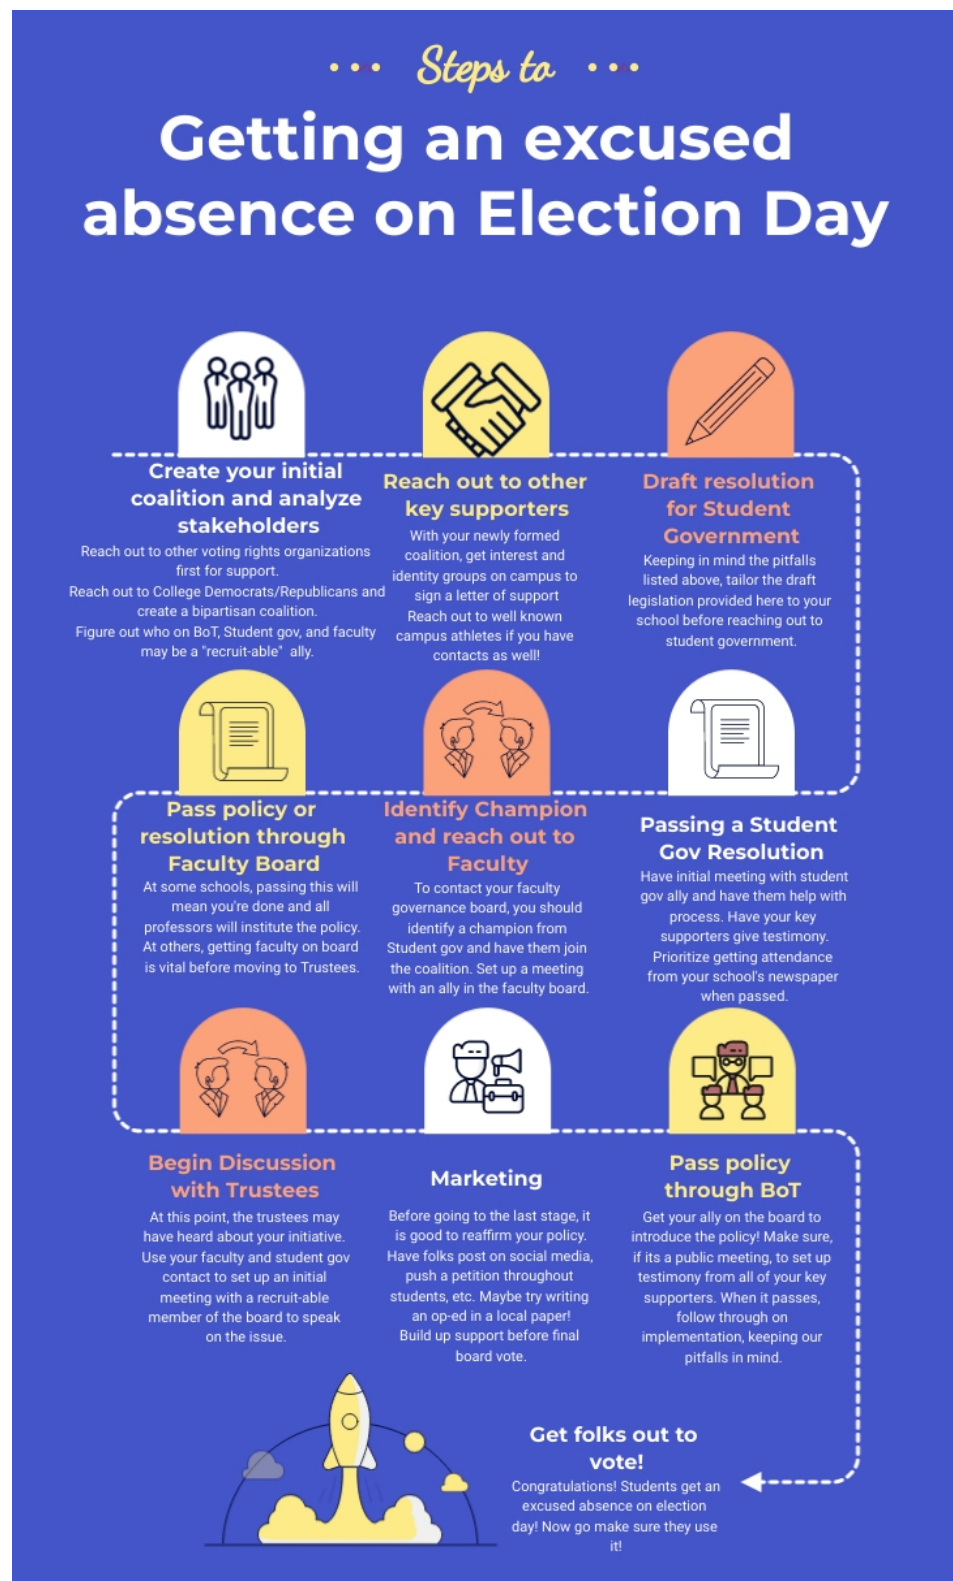 Steps to
Getting an excused
absence on Election Day
Create your initial
coalition and analyze
stakeholders
Reach out to other voting rights organizations
first for support.
Reach out to College Democrats/Republicans and
create a bipartisan coalition.
Figure out who on BoT, Student gov, and faculty
may be a "recruit-able" ally.
Reach out to other
key supporters
With your newly formed
coalition, get interest and
identity groups on campus to
sign a letter of support
Reach out to well known
campus athletes if you have
contacts as well!
Draft resolution
for Student
Government
Keeping in mind the pitfalls
listed above, tailor the draft
legislation provided here to your
school before reaching out to
student government.
Passing a Student
Gov Resolution
Have initial meeting with student
gov ally and have them help with
process. Have your key
supporters give testimony.
Prioritize getting attendance
from your school's newspaper
when passed.
Identify Champion
and reach out to
Faculty
To contact your faculty
governance board, you should
identify a champion from
Student gov and have them join
the coalition. Set up a meeting
with an ally in the faculty board.
Pass policy or
resolution through
Faculty Board
At some schools, passing this will
mean you're done and all
professors will institute the policy.
At others, getting faculty on board
is vital before moving to Trustees.
Begin Discussion
with Trustees
At this point, the trustees may
have heard about your initiative.
Use your faculty and student gov
contact to set up an initial
meeting with a recruit-able
member of the board to speak
on the issue.
Marketing
Before going to the last stage, it
is good to reaffirm your policy.
Have folks post on social media,
push a petition throughout
students, etc. Maybe try writing
an op-ed in a local paper!
Build up support before final
board vote.
Pass policy
through BoT
Get your ally on the board to
introduce the policy! Make sure,
if its a public meeting, to set up
testimony from all of your key
supporters. When it passes,
follow through on
implementation, keeping our
pitfalls in mind.
Get folks out to
vote!
Congratulations! Students get an
excused absence on election
day! Now go make sure they use
it!